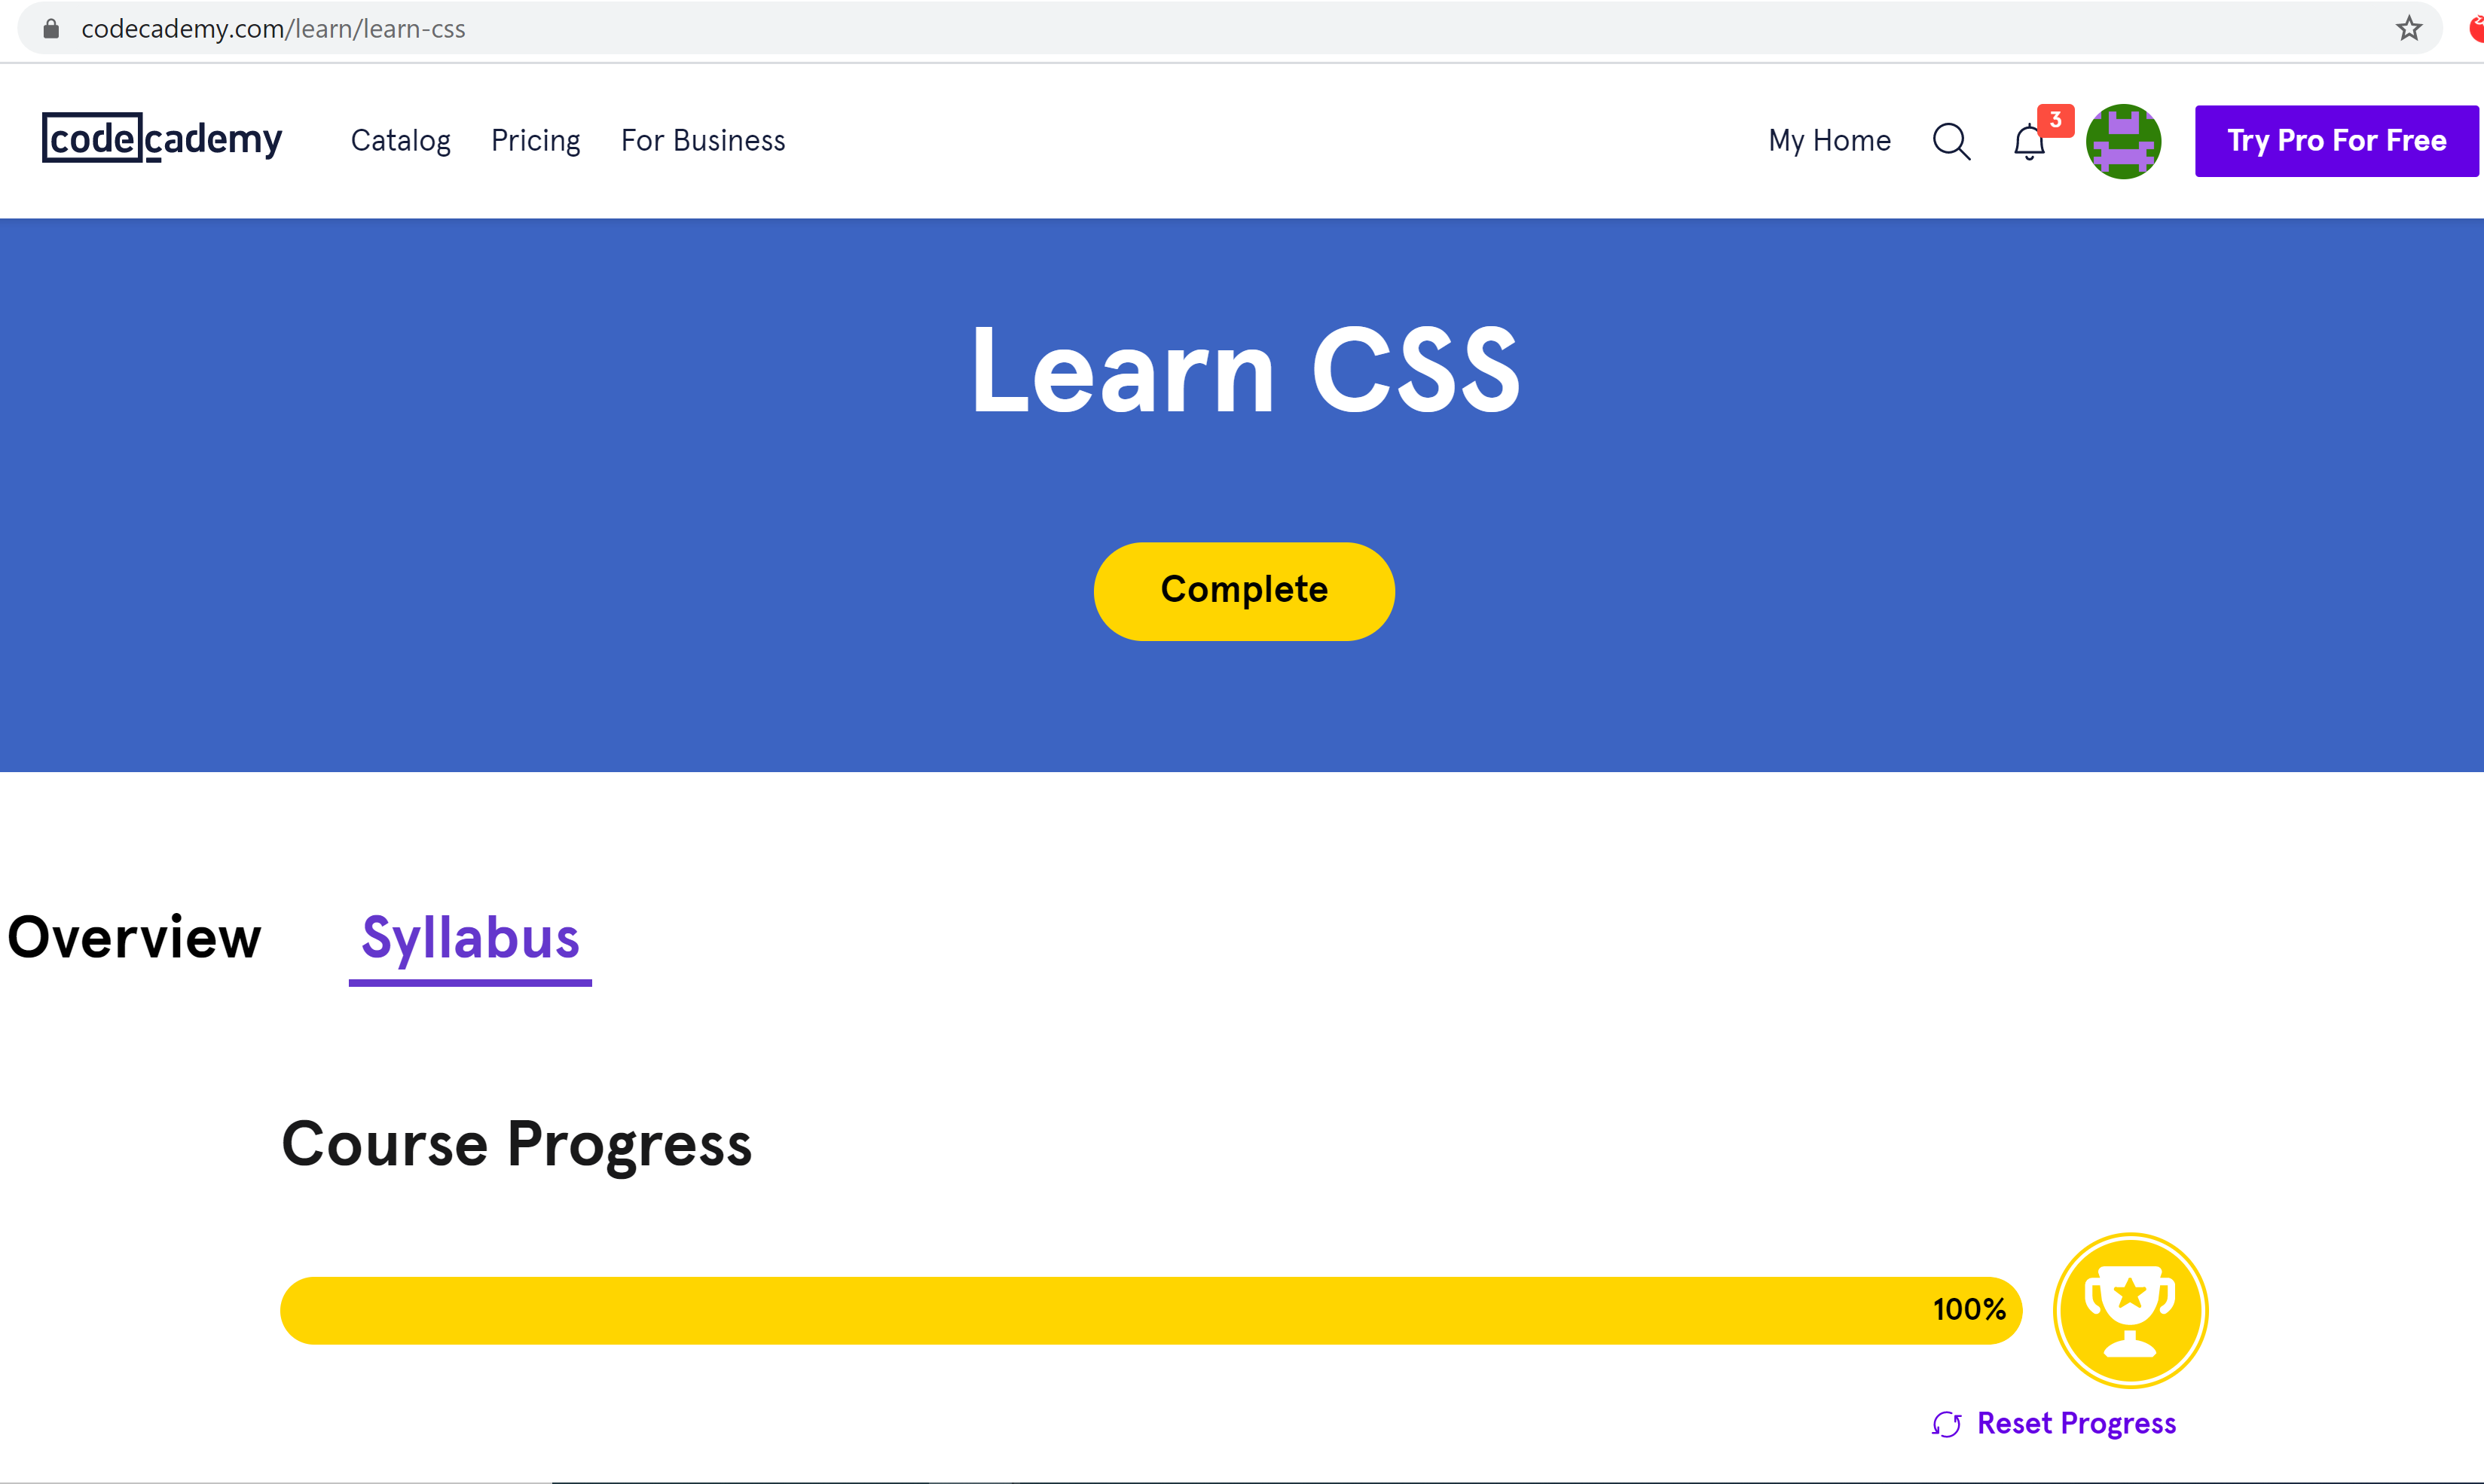 codecademy.com/learn/learn-css
codecademy Catalog Pricing For Business My Home 3 Try Pro For Free
Learn CSS
Complete
Overview Syllabus
Course Progress
100%
Reset Progress